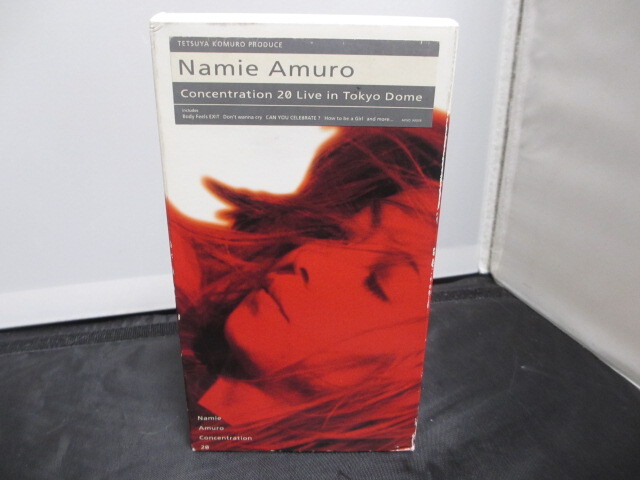 TETSUYA KOMURO PRODUCE
Namie Amuro
Concentration 20 Live in Tokyo Dome
includes
Body Feels EXIT Don't wanna cry CAN YOU CELEBRATE ? How to be a Girl and more...
Namie
Amuro
Concentration
20